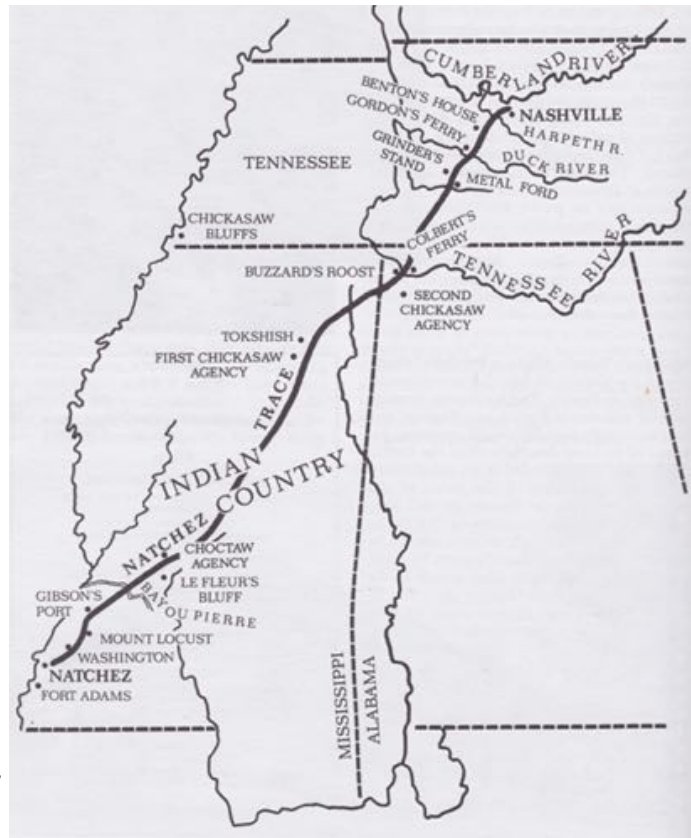 CUMBERLAND RIVER
BENTON'S HOUSE
NASHVILLE
GORDON'S FERRY
HARPETH R.
GRINDER'S
STAND
DUCK RIVER
TENNESSEE
METAL FORD
CHICKASAW
BLUFFS
COLBERT'S
FERRY
TENNESSEE RIVER
BUZZARD'S ROOST
SECOND
CHICKASAW
AGENCY
TOKSHISH
FIRST CHICKASAW
AGENCY
NATCHEZ TRACE
INDIAN
COUNTRY
CHOCTAW
AGENCY
LE FLEUR'S
BLUFF
BAYOU PIERRE
GIBSON'S
PORT
MOUNT LOCUST
WASHINGTON
NATCHEZ
FORT ADAMS
MISSISSIPPI
ALABAMA